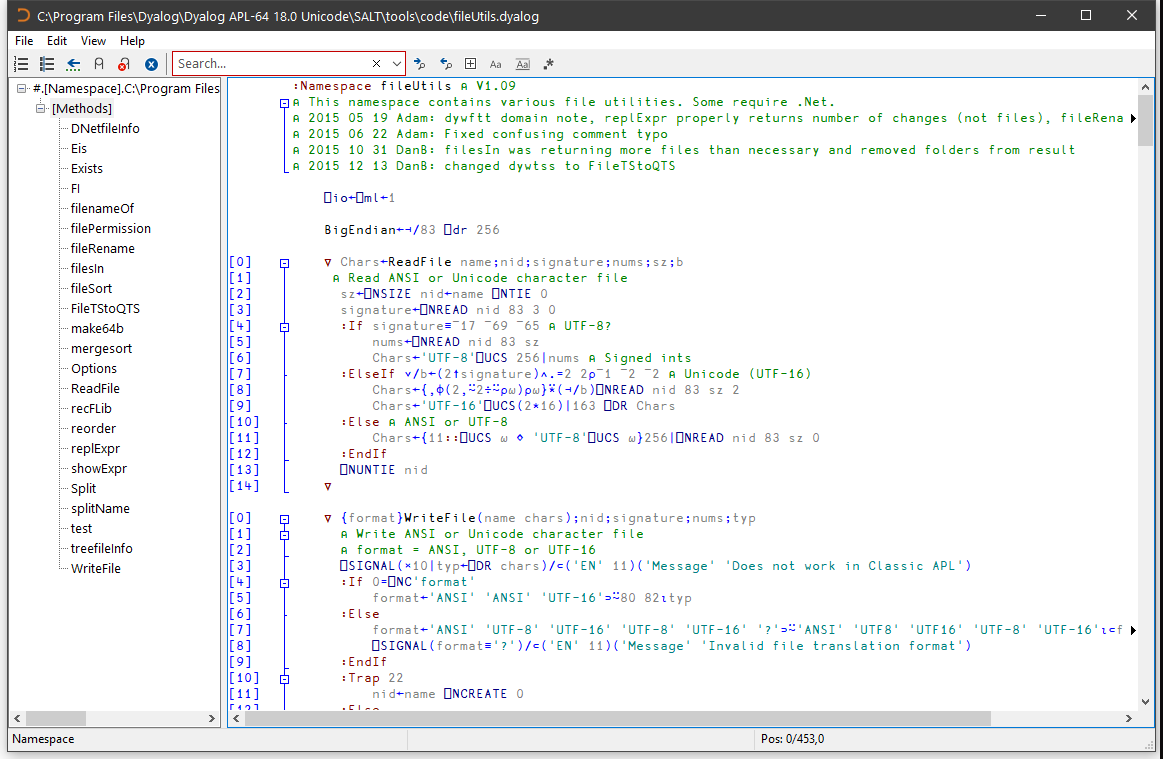 C:\Program Files\Dyalog\Dyalog APL-64 18.0 Unicode\SALT\tools\code\fileUtils.dyalog
File Edit View Help
Search...
Aa Aa .*
#.[Namespace].C:\Program Files
[Methods]
DNetfileInfo
Eis
Exists
FI
filenameOf
filePermission
fileRename
filesIn
fileSort
FileTStoQTS
make64b
mergesort
Options
ReadFile
recFLib
reorder
replExpr
showExpr
Split
splitName
test
treefileInfo
WriteFile
:Namespace fileUtils ⍝ V1.09
⍝ This namespace contains various file utilities. Some require .Net.
⍝ 2015 05 19 Adam: dywftt domain note, replExpr properly returns number of changes (not files), fileRena
⍝ 2015 06 22 Adam: Fixed confusing comment typo
⍝ 2015 10 31 DanB: filesIn was returning more files than necessary and removed folders from result
⍝ 2015 12 13 DanB: changed dywtss to FileTStoQTS
⎕io←⎕ml←1
BigEndian←⊣/83 ⎕dr 256
[0] ∇ Chars←ReadFile name;nid;signature;nums;sz;b
[1] ⍝ Read ANSI or Unicode character file
[2] sz←⎕NSIZE nid←name ⎕NTIE 0
[3] signature←⎕NREAD nid 83 3 0
[4] :If signature≡¯17 ¯69 ¯65 ⍝ UTF-8?
[5] nums←⎕NREAD nid 83 sz
[6] Chars←'UTF-8'⎕UCS 256|nums ⍝ Signed ints
[7] :ElseIf ∨/b←(2↑signature)∧.=2 2⍴¯1 ¯2 ¯2 ⍝ Unicode (UTF-16)
[8] Chars←{,⌽(2,⍨2÷⍨⍴⍵)⍴⍵}⍣(⊣/b)⎕NREAD nid 83 sz 2
[9] Chars←'UTF-16'⎕UCS(2*16)|163 ⎕DR Chars
[10] :Else ⍝ ANSI or UTF-8
[11] Chars←{11::⎕UCS ⍵ ⋄ 'UTF-8'⎕UCS ⍵}256|⎕NREAD nid 83 sz 0
[12] :EndIf
[13] ⎕NUNTIE nid
[14] ∇
[0] ∇ {format}WriteFile(name chars);nid;signature;nums;typ
[1] ⍝ Write ANSI or Unicode character file
[2] ⍝ format = ANSI, UTF-8 or UTF-16
[3] ⎕SIGNAL(×10|typ←⎕DR chars)/⊂('EN' 11)('Message' 'Does not work in Classic APL')
[4] :If 0=⎕NC'format'
[5] format←'ANSI' 'ANSI' 'UTF-16'⊃⍨80 82⍳typ
[6] :Else
[7] format←'ANSI' 'UTF-8' 'UTF-16' 'UTF-8' 'UTF-16' '?'⊃⍨'ANSI' 'UTF8' 'UTF16' 'UTF-8' 'UTF-16'⍳⊂f
[8] ⎕SIGNAL(format≡'?')/⊂('EN' 11)('Message' 'Invalid file translation format')
[9] :EndIf
[10] :Trap 22
[11] nid←name ⎕NCREATE 0
[12] :Else
Namespace
Pos: 0/453,0